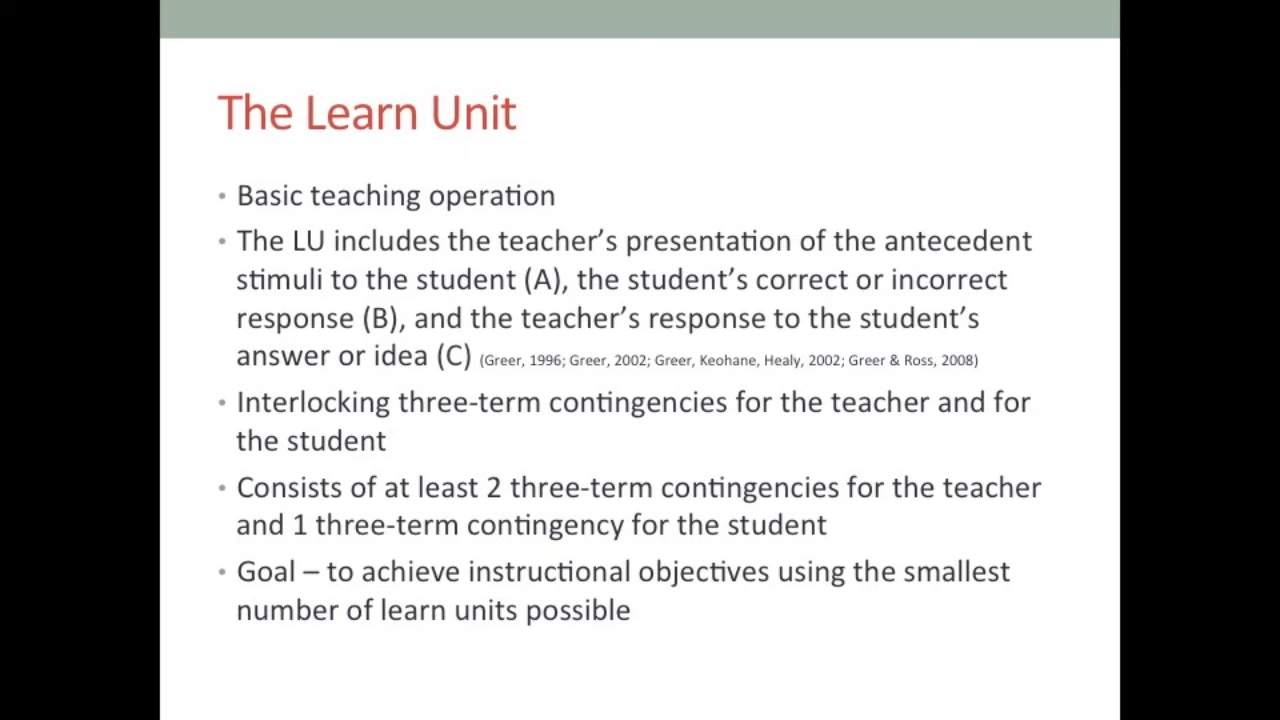 The Learn Unit
• Basic teaching operation
• The LU includes the teacher’s presentation of the antecedent
stimuli to the student (A), the student’s correct or incorrect
response (B), and the teacher’s response to the student’s
answer or idea (C) (Greer, 1996; Greer, 2002; Greer, Keohane, Healy, 2002; Greer & Ross, 2008)
• Interlocking three-term contingencies for the teacher and for
the student
• Consists of at least 2 three-term contingencies for the teacher
and 1 three-term contingency for the student
• Goal – to achieve instructional objectives using the smallest
number of learn units possible